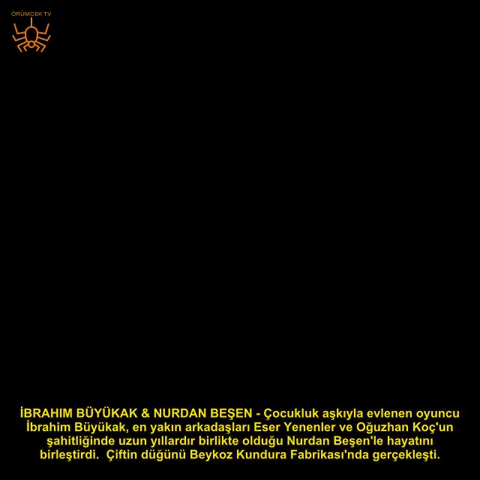 ÖRÜMCEK TV
İBRAHIM BÜYÜKAK & NURDAN BEŞEN - Çocukluk aşkıyla evlenen oyuncu
İbrahim Büyükak, en yakın arkadaşları Eser Yenenler ve Oğuzhan Koç'un
şahitliğinde uzun yıllardır birlikte olduğu Nurdan Beşen'le hayatını
birleştirdi.  Çiftin düğünü Beykoz Kundura Fabrikası'nda gerçekleşti.